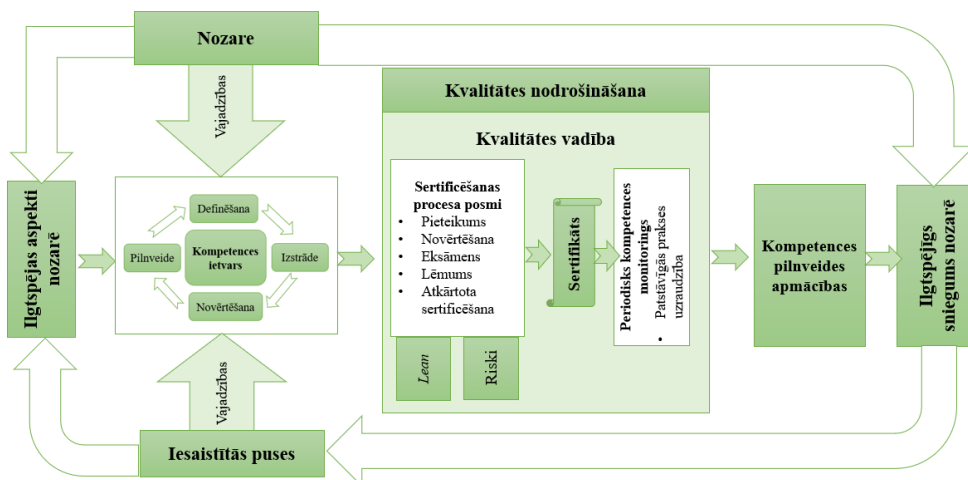 Nozare
Vajadzības
Ilgtspējas aspekti
nozarē
Definēšana
Pilnveide
Kompetences
ietvars
Izstrāde
Novērtēšana
Vajadzības
Iesaistītās puses
Kvalitātes nodrošināšana
Kvalitātes vadība
Sertificēšanas
procesa posmi
• Pieteikums
• Novērtēšana
• Eksāmens
• Lēmums
• Atkārtota
sertificēšana
Lean
Riski
Sertifikāts
Periodisks kompetences
monitorings
• Patstāvīgās prakses
uzraudzība
Kompetences
pilnveides
apmācības
Ilgtspējīgs
sniegums nozarē